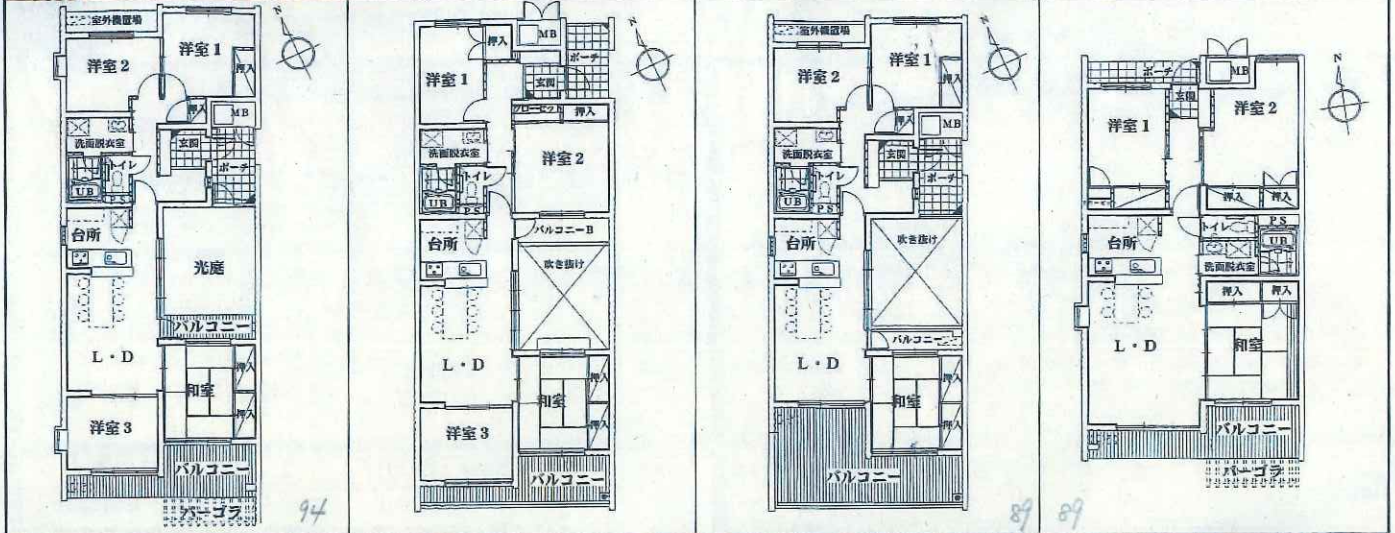 室外機置場
洋室1
洋室2
押入
押入
MB
洗面脱衣室
玄関
ポーチ
トイレ
UB
PS
台所
光庭
バルコニー
L・D
和室
押入
押入
洋室3
バルコニー
パーゴラ
94
N
押入
MB
ポーチ
洋室1
玄関
クローゼット
押入
洗面脱衣室
洋室2
トイレ
UB
PS
台所
バルコニーB
吹き抜け
L・D
和室
押入
押入
洋室3
バルコニー
N
室外機置場
洋室1
洋室2
押入
押入
MB
洗面脱衣室
玄関
ポーチ
トイレ
UB
PS
台所
吹き抜け
バルコニー
L・D
和室
押入
押入
バルコニー
89
N
ポーチ
MB
玄関
洋室1
洋室2
押入
押入
台所
トイレ
PS
UB
洗面脱衣室
押入
押入
L・D
和室
バルコニー
パーゴラ
89
N